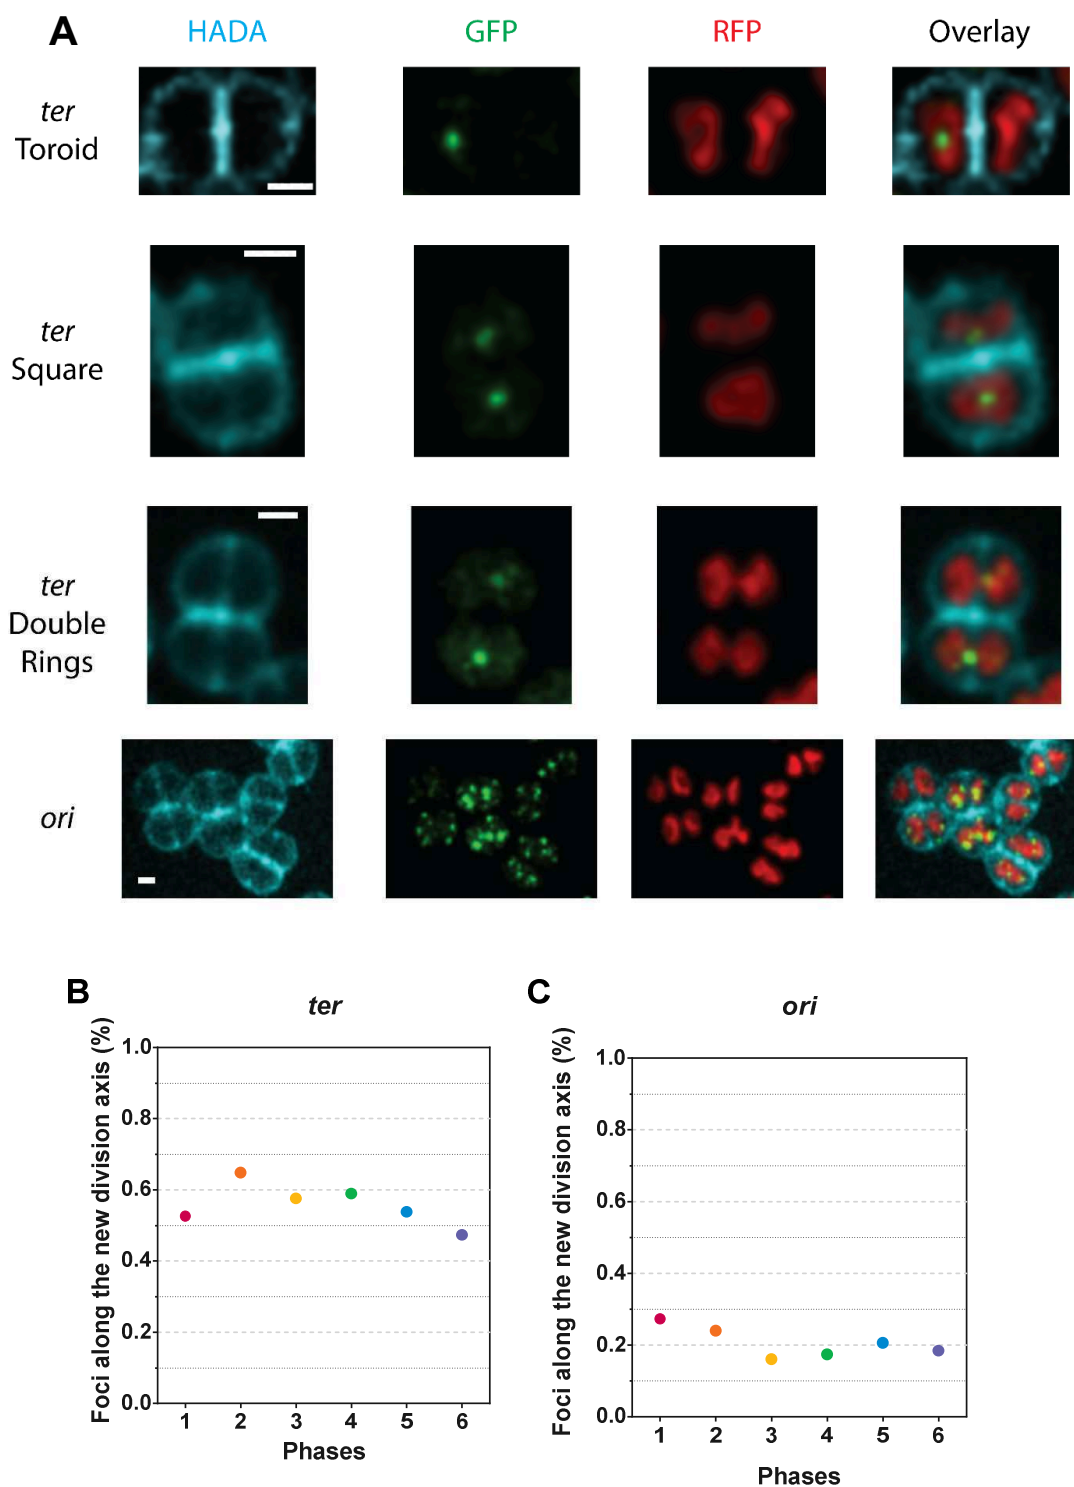 A
HADA
GFP
RFP
Overlay
ter
Toroid
ter
Square
ter
Double
Rings
ori
B
ter
Foci along the new division axis (%)
1.0
0.8
0.6
0.4
0.2
0.0
1 2 3 4 5 6
Phases
C
ori
Foci along the new division axis (%)
1.0
0.8
0.6
0.4
0.2
0.0
1 2 3 4 5 6
Phases